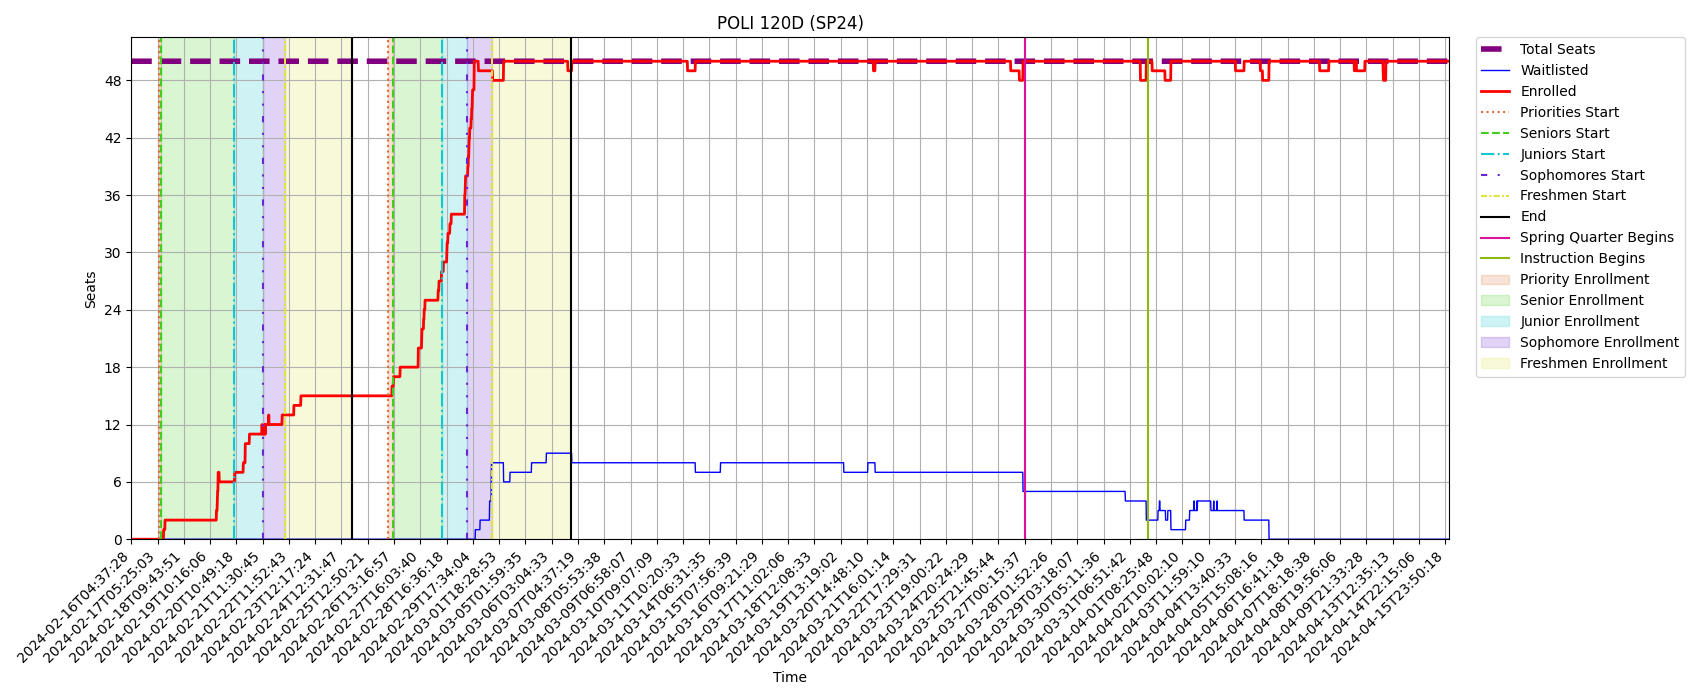 POLI 120D (SP24)
Seats
48
42
36
30
24
18
12
6
0
2024-02-16T04:37:28
2024-02-17T05:25:03
2024-02-18T09:43:51
2024-02-19T10:16:06
2024-02-20T10:49:18
2024-02-21T11:30:45
2024-02-22T11:52:43
2024-02-23T12:17:24
2024-02-24T12:31:47
2024-02-25T12:50:21
2024-02-26T13:16:57
2024-02-27T16:03:40
2024-02-28T16:36:18
2024-02-29T17:34:04
2024-03-01T18:28:53
2024-03-05T01:59:35
2024-03-06T03:04:33
2024-03-07T04:37:19
2024-03-08T05:53:38
2024-03-09T06:58:07
2024-03-10T09:07:09
2024-03-11T10:20:33
2024-03-14T06:31:35
2024-03-15T07:56:39
2024-03-16T09:21:29
2024-03-17T11:02:06
2024-03-18T12:08:33
2024-03-19T13:19:02
2024-03-20T14:48:10
2024-03-21T16:01:14
2024-03-22T17:29:31
2024-03-23T19:00:22
2024-03-24T20:24:29
2024-03-25T21:45:44
2024-03-27T00:15:37
2024-03-28T01:52:26
2024-03-29T03:18:07
2024-03-30T05:11:36
2024-03-31T06:51:42
2024-04-01T08:25:48
2024-04-02T10:02:10
2024-04-03T11:59:10
2024-04-04T13:40:33
2024-04-05T15:08:16
2024-04-06T16:41:18
2024-04-07T18:18:38
2024-04-08T19:56:06
2024-04-09T21:33:28
2024-04-13T12:35:13
2024-04-14T22:15:06
2024-04-15T23:50:18
Time
Total Seats
Waitlisted
Enrolled
Priorities Start
Seniors Start
Juniors Start
Sophomores Start
Freshmen Start
End
Spring Quarter Begins
Instruction Begins
Priority Enrollment
Senior Enrollment
Junior Enrollment
Sophomore Enrollment
Freshmen Enrollment